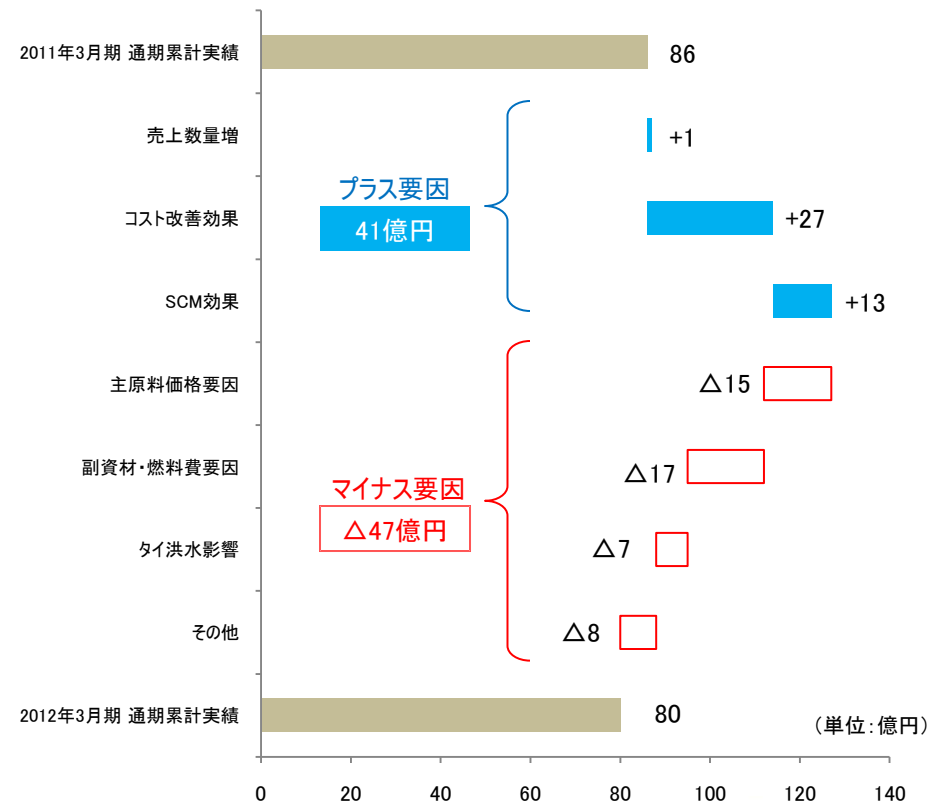 2011年3月期 通期累計実績
86
売上数量増
+1
プラス要因
41億円
コスト改善効果
+27
SCM効果
+13
主原料価格要因
△15
副資材・燃料費要因
△17
マイナス要因
△47億円
タイ洪水影響
△7
その他
△8
2012年3月期 通期累計実績
80
（単位：億円）
0 20 40 60 80 100 120 140